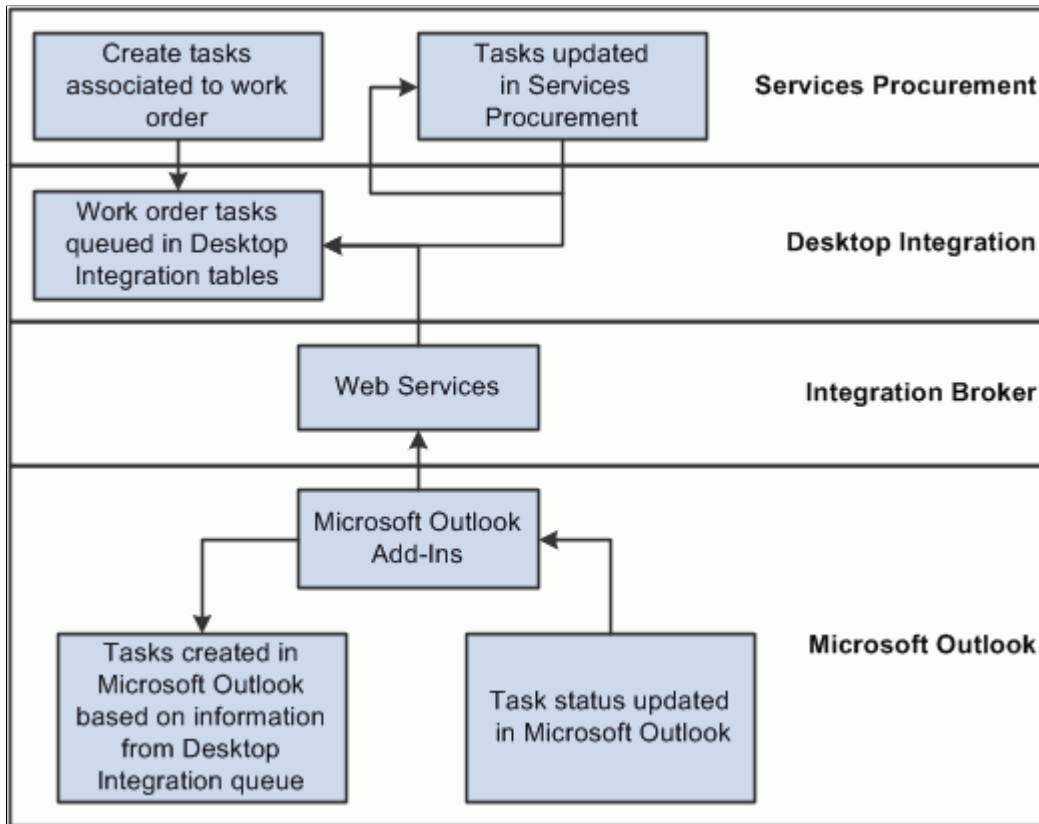 Create tasks
associated to work
order
Tasks updated
in Services
Procurement
Services Procurement
Work order tasks
queued in Desktop
Integration tables
Desktop Integration
Web Services
Integration Broker
Microsoft Outlook
Add-Ins
Tasks created in
Microsoft Outlook
based on information
from Desktop
Integration queue
Task status updated
in Microsoft Outlook
Microsoft Outlook